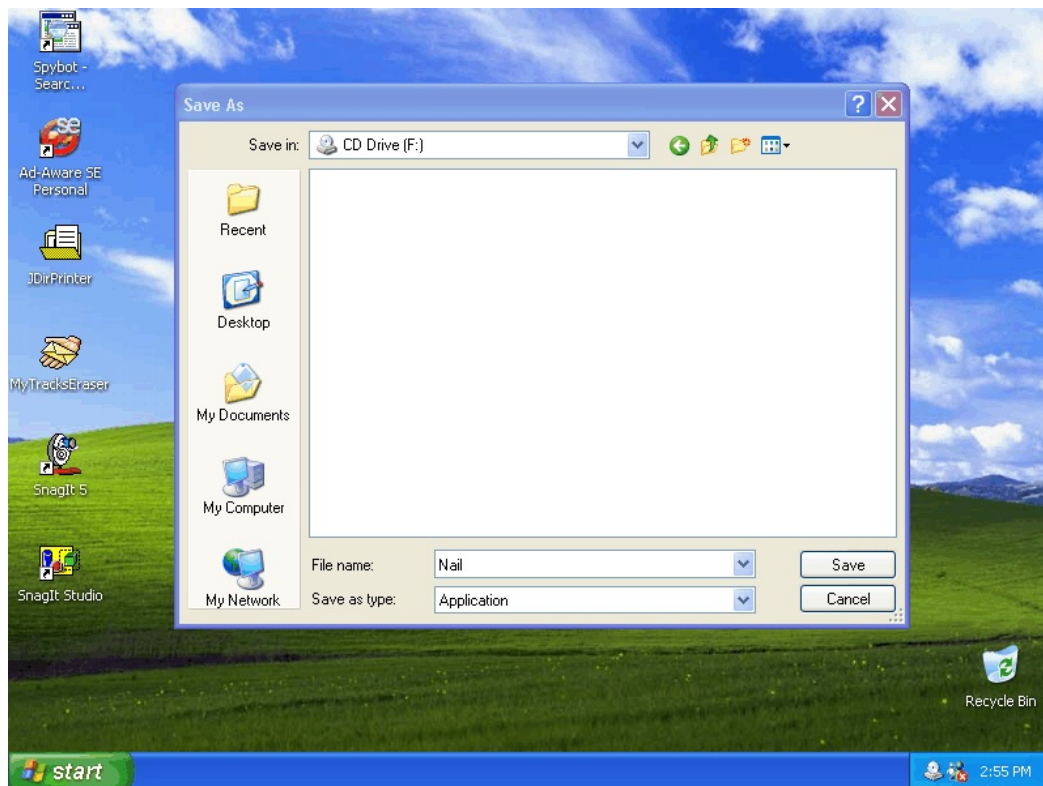 Spybot -
Searc...
Ad-Aware SE
Personal
JDirPrinter
MyTracksEraser
SnagIt 5
SnagIt Studio
Save As
Save in:
CD Drive (F:)
Recent
Desktop
My Documents
My Computer
My Network
File name:
Nail
Save
Save as type:
Application
Cancel
Recycle Bin
start
2:55 PM